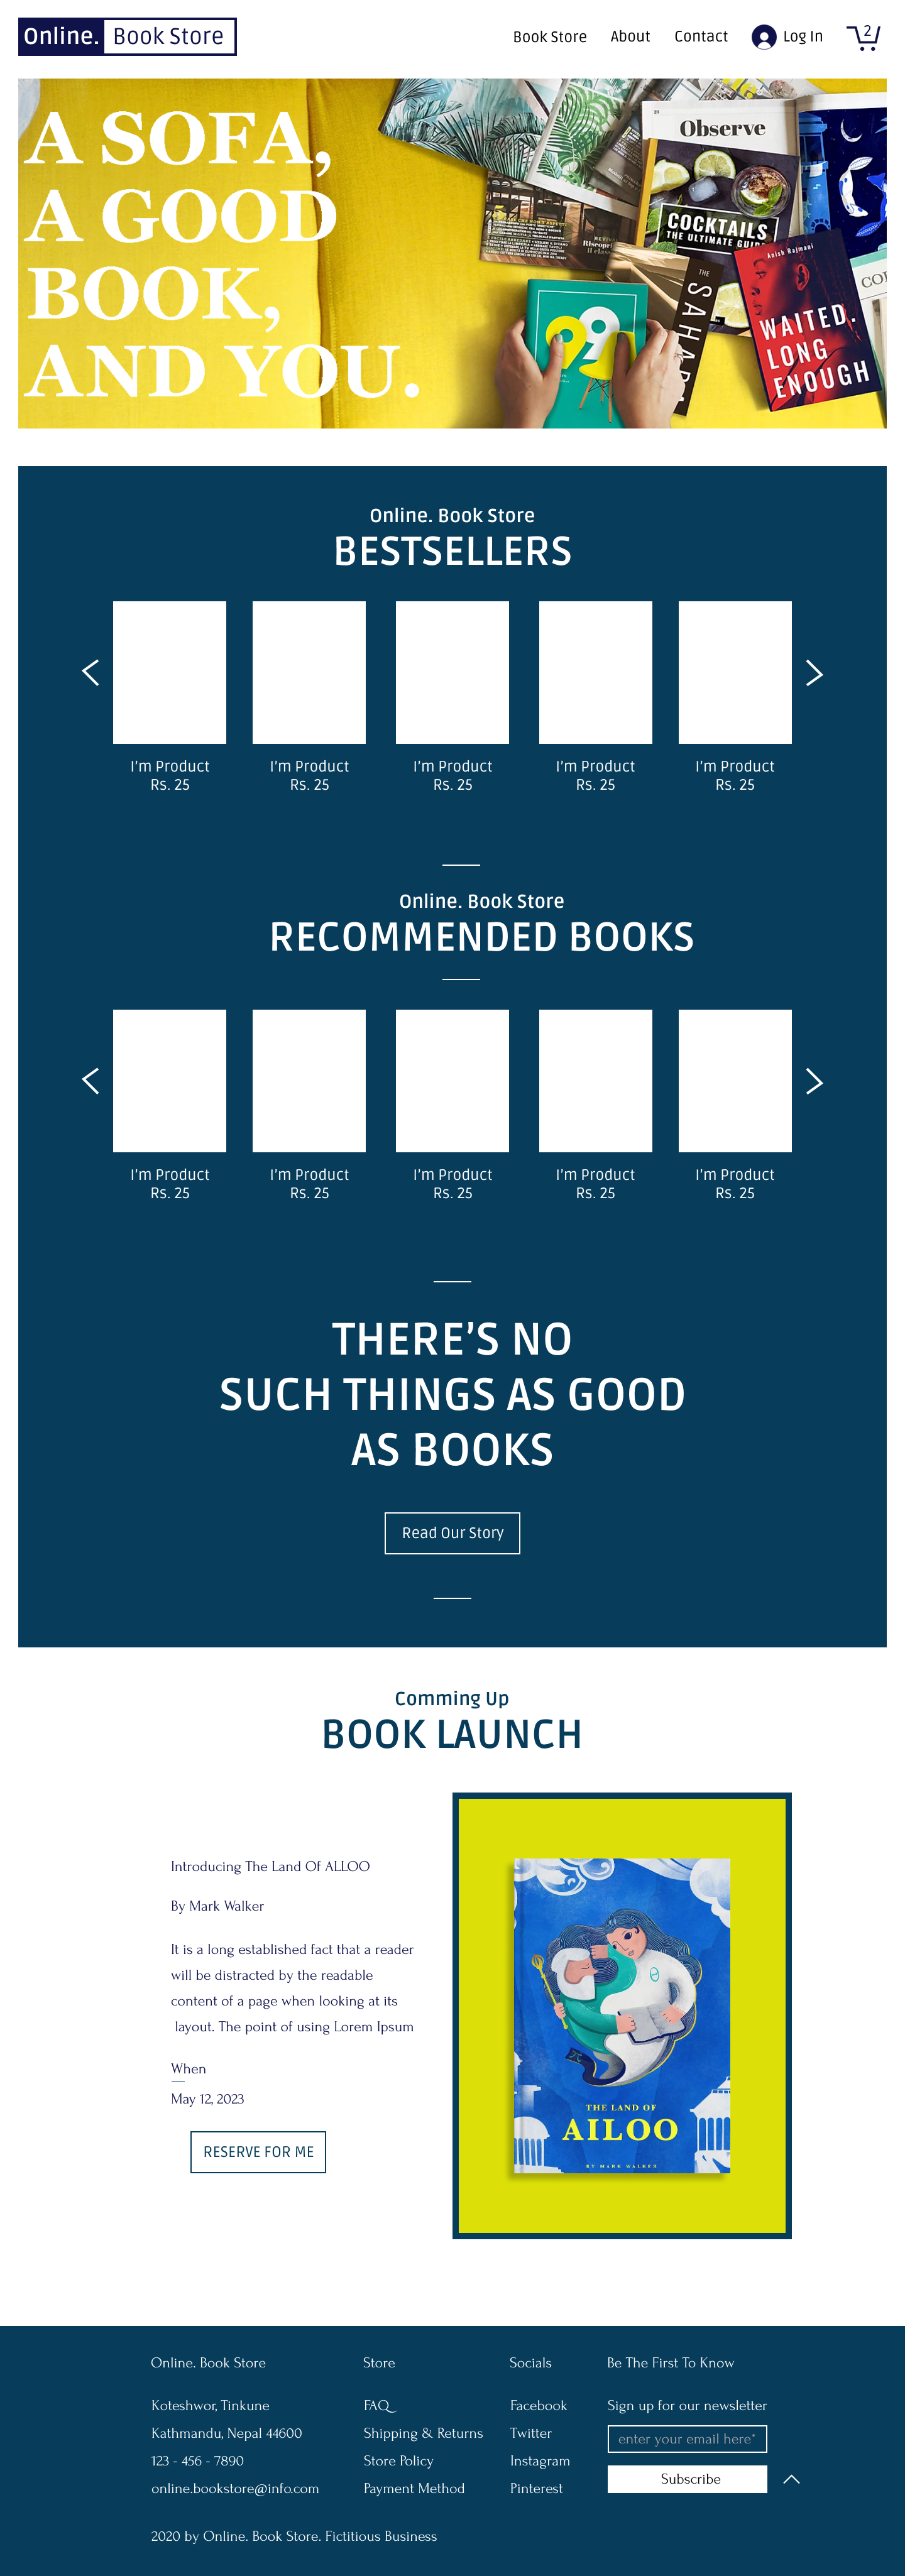 Online. Book Store
Book Store
About
Contact
Log In
2
A SOFA,
A GOOD
BOOK,
AND YOU.
Observe
COCKTAILS
THE ULTIMATE
99
THE
Anish Rajmani
WAITED.
LONG
ENOUGH
Online. Book Store
BESTSELLERS
I'm Product I'm Product I'm Product I'm Product I'm Product
Rs. 25 Rs. 25 Rs. 25 Rs. 25 Rs. 25
Online. Book Store
RECOMMENDED BOOKS
I'm Product I'm Product I'm Product I'm Product I'm Product
Rs. 25 Rs. 25 Rs. 25 Rs. 25 Rs. 25
THERE'S NO
SUCH THINGS AS GOOD
AS BOOKS
Read Our Story
Comming Up
BOOK LAUNCH
Introducing The Land Of ALLOO
By Mark Walker
It is a long established fact that a reader
will be distracted by the readable
content of a page when looking at its
layout. The point of using Lorem Ipsum
When
May 12, 2023
RESERVE FOR ME
THE LAND OF
AILOO
BY MARK WALKER
Online. Book Store
Koteshwor, Tinkune
Kathmandu, Nepal 44600
123 - 456 - 7890
online.bookstore@info.com
Store
FAQ
Shipping & Returns
Store Policy
Payment Method
Socials
Facebook
Twitter
Instagram
Pinterest
Be The First To Know
Sign up for our newsletter
enter your email here*
Subscribe
2020 by Online. Book Store. Fictitious Business